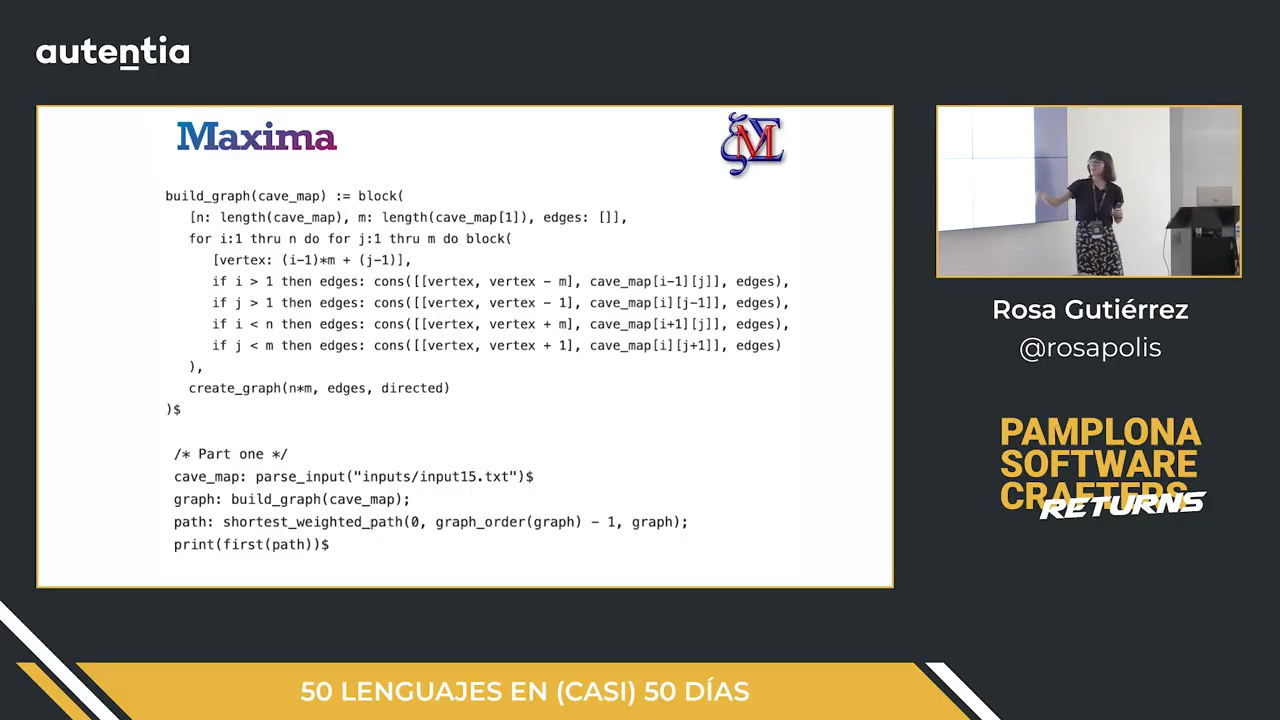 autentia
Maxima
M
build_graph(cave_map) := block(
[n: length(cave_map), m: length(cave_map[1]), edges: []],
for i:1 thru n do for j:1 thru m do block(
[vertex: (i-1)*m + (j-1)],
if i > 1 then edges: cons([[vertex, vertex - m], cave_map[i-1][j]], edges),
if j > 1 then edges: cons([[vertex, vertex - 1], cave_map[i][j-1]], edges),
if i < n then edges: cons([[vertex, vertex + m], cave_map[i+1][j]], edges),
if j < m then edges: cons([[vertex, vertex + 1], cave_map[i][j+1]], edges)
),
create_graph(n*m, edges, directed)
)$
/* Part one */
cave_map: parse_input("inputs/input15.txt")$
graph: build_graph(cave_map);
path: shortest_weighted_path(0, graph_order(graph) - 1, graph);
print(first(path))$
Rosa Gutiérrez
@rosapolis
PAMPLONA
SOFTWARE
CRAFTERS
RETURNS
50 LENGUAJES EN (CASI) 50 DÍAS